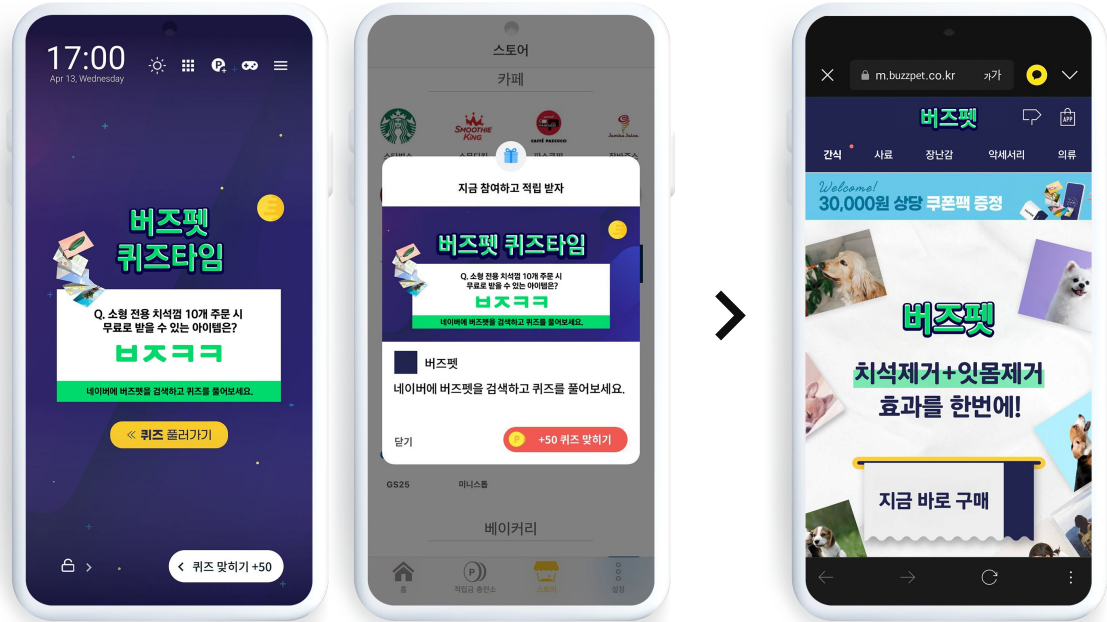 17:00
Apr 13, Wednesday
버즈펫
퀴즈타임
Q. 소형 전용 치석껌 10개 주문 시
무료로 받을 수 있는 아이템은?
ㅂㅈㅋㅋ
네이버에 버즈펫을 검색하고 퀴즈를 풀어보세요.
≪ 퀴즈 풀러가기
< 퀴즈 맞히기 +50
스토어
카페
SMOOTHIE KING
CAFFÉ PASCUCCI
지금 참여하고 적립 받자
버즈펫 퀴즈타임
Q. 소형 전용 치석껌 10개 주문 시
무료로 받을 수 있는 아이템은?
ㅂㅈㅋㅋ
네이버에 버즈펫을 검색하고 퀴즈를 풀어보세요.
버즈펫
네이버에 버즈펫을 검색하고 퀴즈를 풀어보세요.
닫기
P +50 퀴즈 맞히기
GS25 미니스톱
베이커리
홈 적립금 충전소 스토어 설정
m.buzzpet.co.kr 가가
버즈펫
APP
간식 사료 장난감 악세서리 의류
Welcome!
30,000원 상당 쿠폰팩 증정
버즈펫
치석제거+잇몸제거
효과를 한번에!
지금 바로 구매